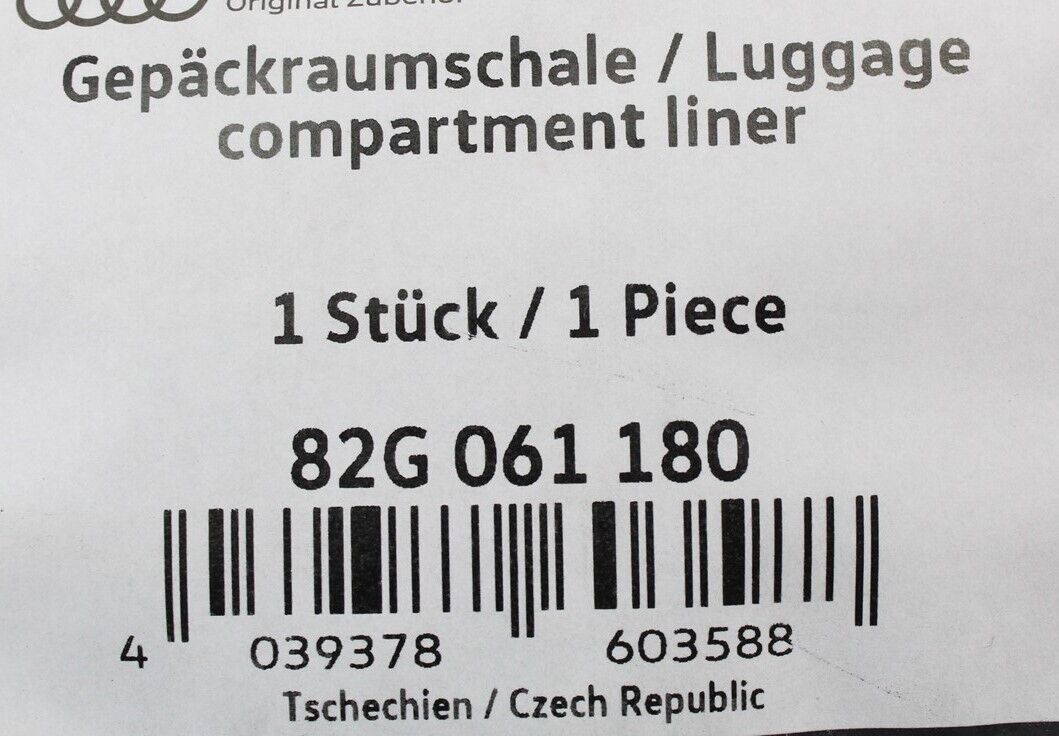 Original Zubehör
Gepäckraumschale / Luggage
compartment liner
1 Stück / 1 Piece
82G 061 180
4 039378 603588
Tschechien / Czech Republic